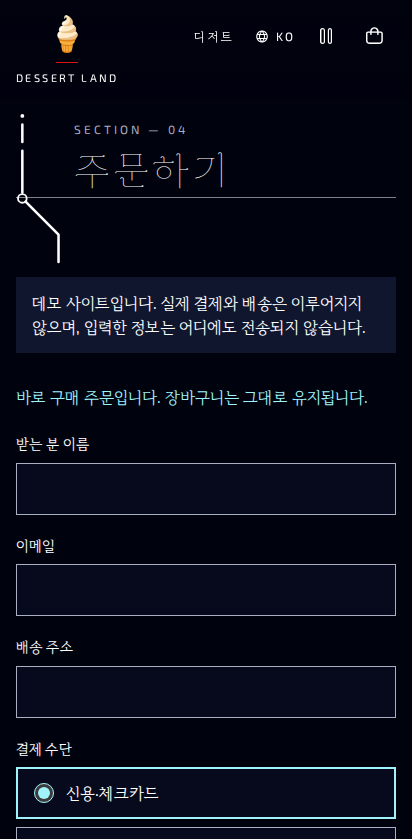 디저트
KO
DESSERT LAND
SECTION — 04
주문하기
데모 사이트입니다. 실제 결제와 배송은 이루어지지
않으며, 입력한 정보는 어디에도 전송되지 않습니다.
바로 구매 주문입니다. 장바구니는 그대로 유지됩니다.
받는 분 이름
이메일
배송 주소
결제 수단
신용·체크카드